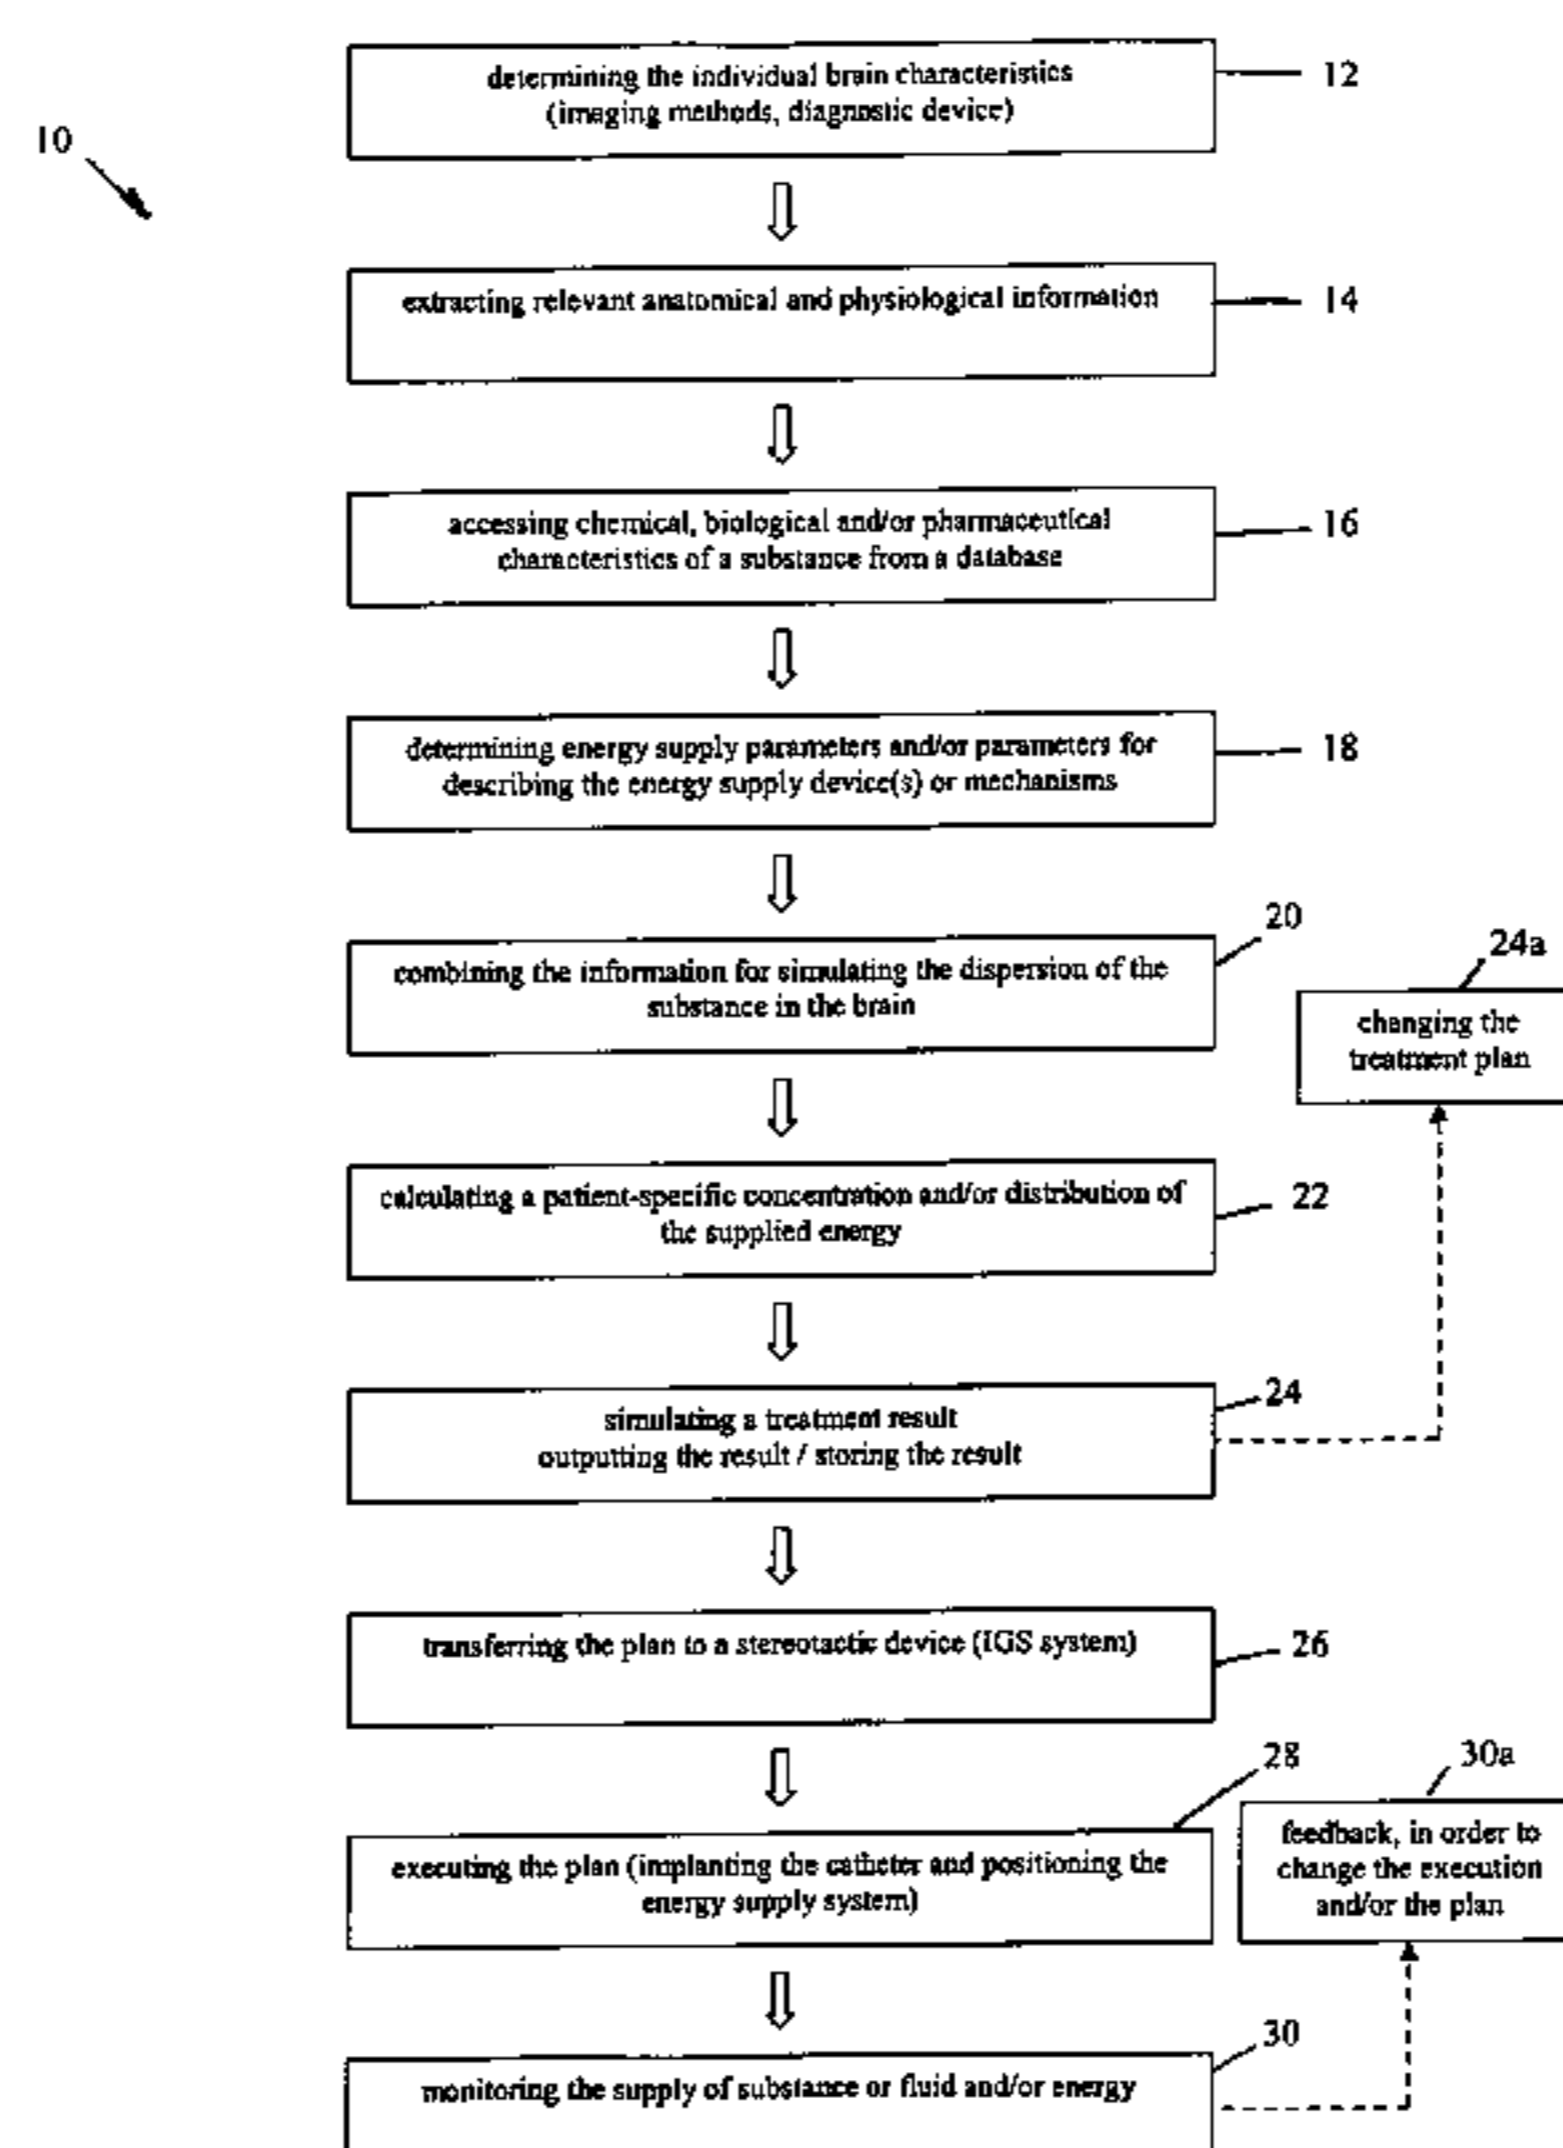 determining the individual brain characteristics
(imaging methods, diagnostic device)
12
10
extracting relevant anatomical and physiological information
14
accessing chemical, biological and/or pharmaceutical
characteristics of a substance from a database
16
determining energy supply parameters and/or parameters for
describing the energy supply device(s) or mechanisms
18
20
combining the information for simulating the dispersion of the
substance in the brain
24a
changing the
treatment plan
calculating a patient-specific concentration and/or distribution of
the supplied energy
22
24
simulating a treatment result
outputting the result / storing the result
transferring the plan to a stereotactic device (IGS system)
26
28
executing the plan (implanting the catheter and positioning the
energy supply system)
30a
feedback, in order to
change the execution
and/or the plan
30
monitoring the supply of substance or fluid and/or energy